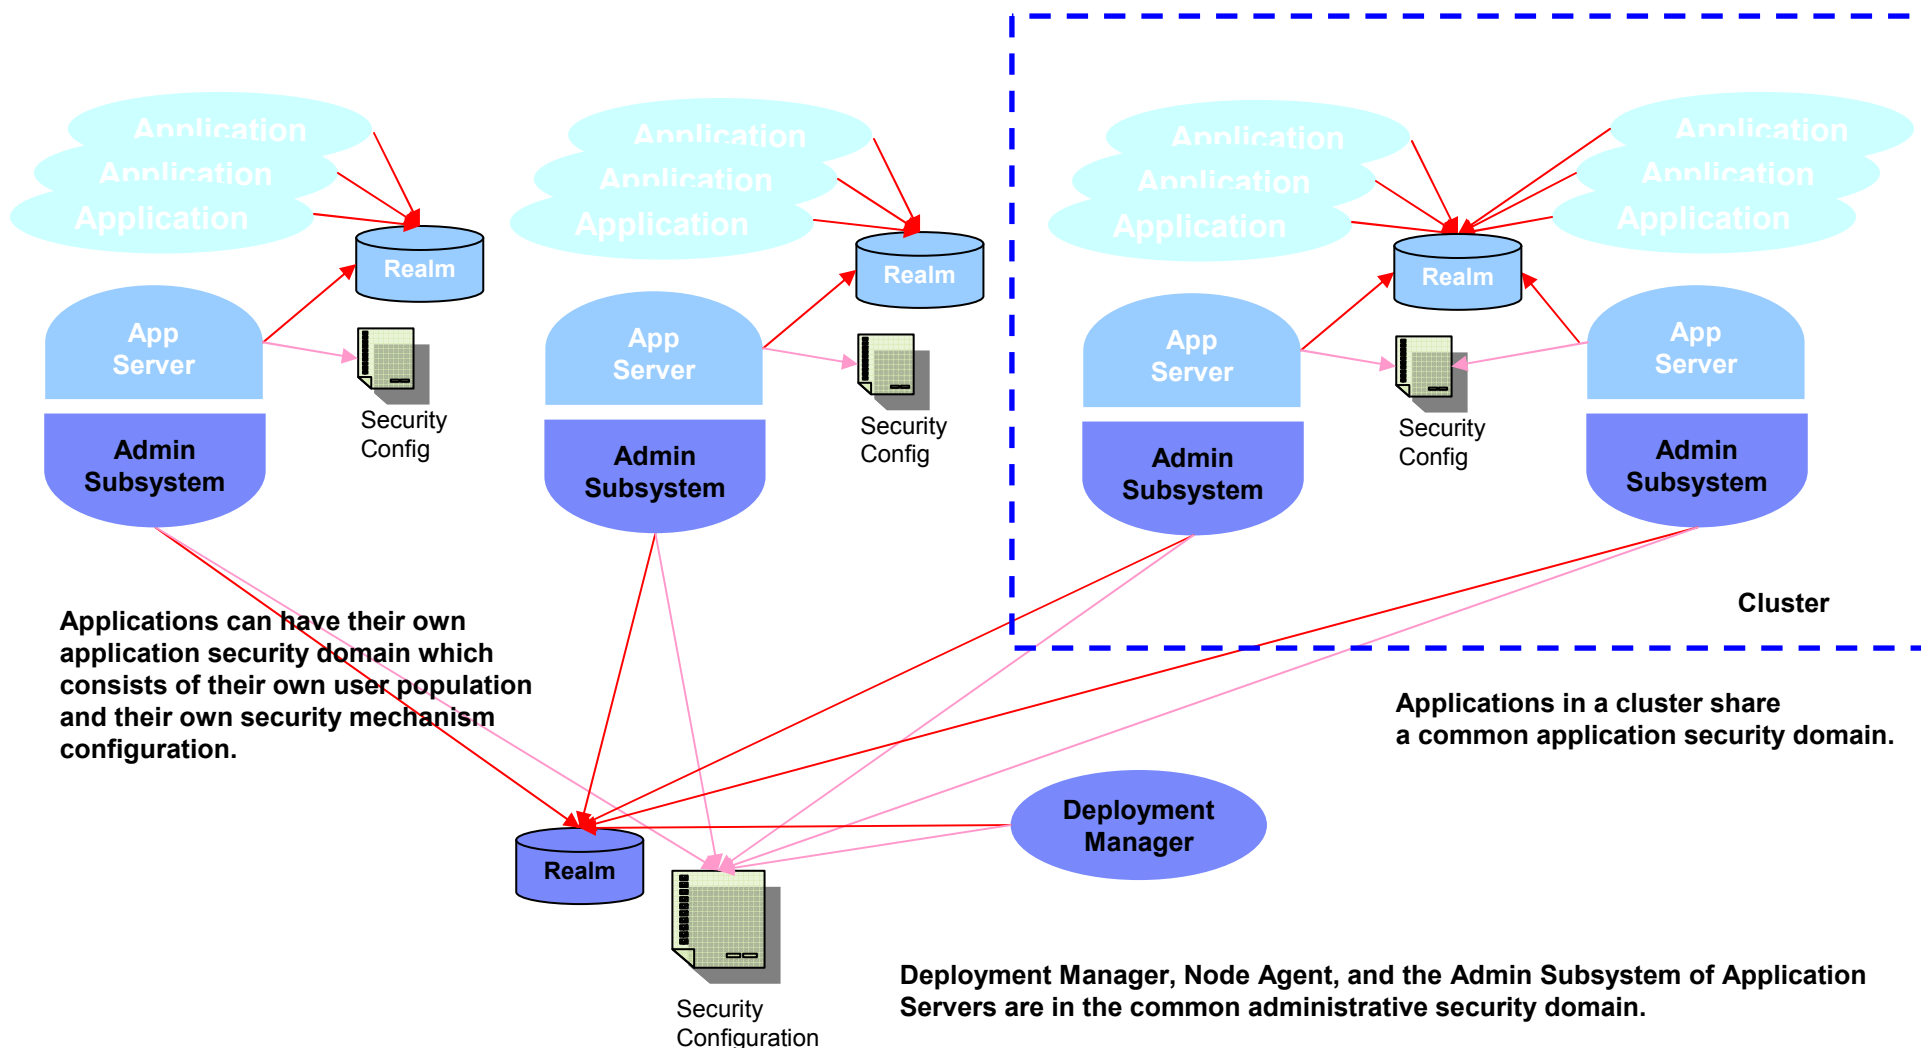 Application
Application
Application
Realm
App
Server
Security
Config
Admin
Subsystem
Application
Application
Application
Realm
App
Server
Security
Config
Admin
Subsystem
Application
Application
Application
Application
Application
Application
Realm
App
Server
App
Server
Security
Config
Admin
Subsystem
Admin
Subsystem
Cluster
Applications can have their own
application security domain which
consists of their own user population
and their own security mechanism
configuration.
Applications in a cluster share
a common application security domain.
Deployment
Manager
Realm
Security
Configuration
Deployment Manager, Node Agent, and the Admin Subsystem of Application
Servers are in the common administrative security domain.